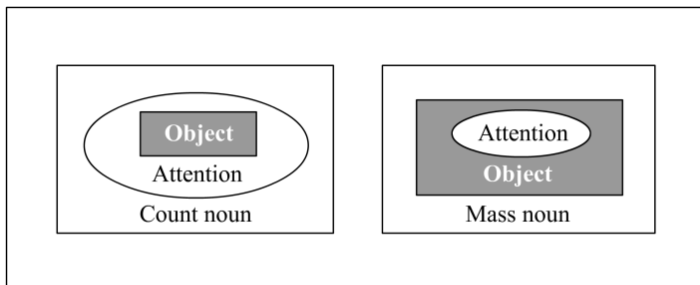 Object
Attention
Count noun
Attention
Object
Mass noun